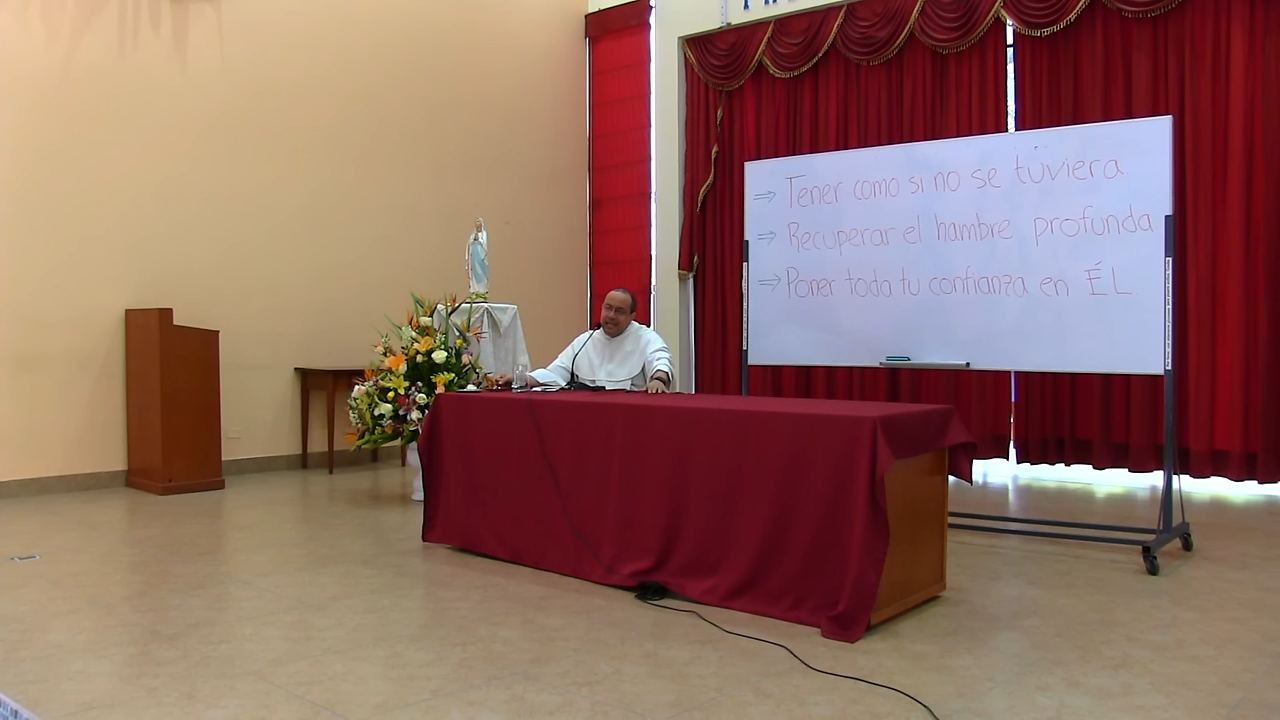 ⇒ Tener como si no se tuviera
⇒ Recuperar el hambre profunda
⇒ Poner toda tu confianza en ÉL